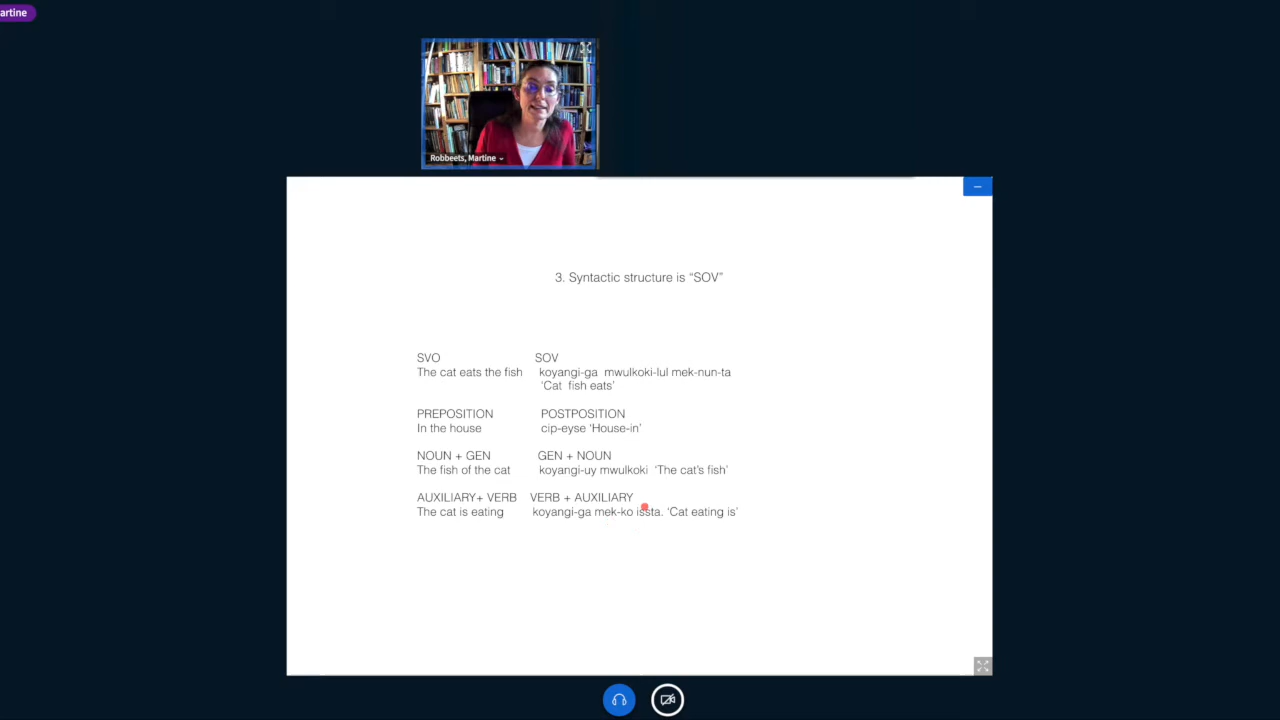 artine
Robbeets, Martine
3. Syntactic structure is “SOV”
SVO SOV
The cat eats the fish koyangi-ga mwulkoki-lul mek-nun-ta
‘Cat fish eats’
PREPOSITION POSTPOSITION
In the house cip-eyse ‘House-in’
NOUN + GEN GEN + NOUN
The fish of the cat koyangi-uy mwulkoki ‘The cat’s fish’
AUXILIARY+ VERB VERB + AUXILIARY
The cat is eating koyangi-ga mek-ko issta. ‘Cat eating is’